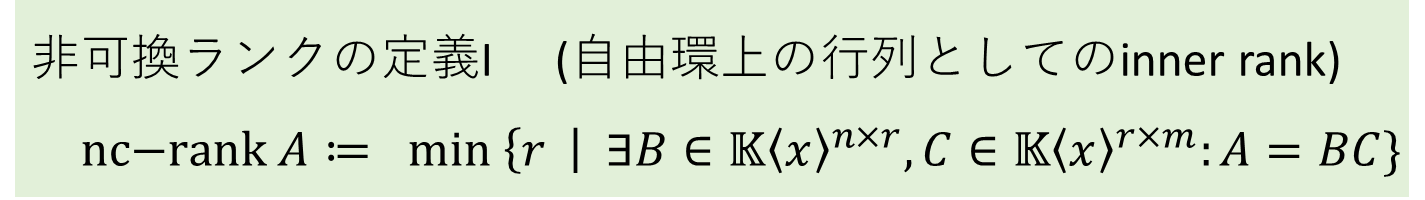 非可換ランクの定義I (自由環上の行列としてのinner rank)
nc−rank A ≔ min {r | ∃B ∈ 𝕂⟨x⟩^{n×r}, C ∈ 𝕂⟨x⟩^{r×m}: A = BC}